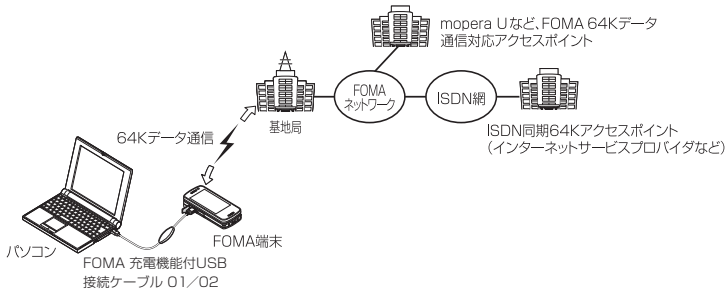 mopera Uなど、FOMA 64Kデータ
通信対応アクセスポイント
FOMA
ネットワーク
ISDN網
基地局
ISDN同期64Kアクセスポイント
(インターネットサービスプロバイダなど)
64Kデータ通信
パソコン
FOMA端末
FOMA 充電機能付USB
接続ケーブル 01／02